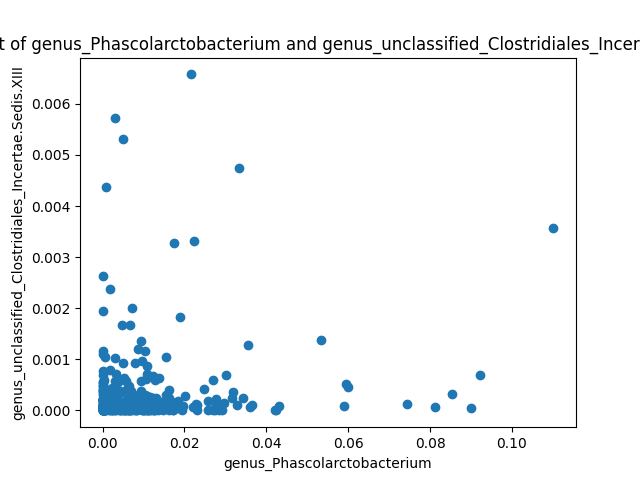 t of genus_Phascolarctobacterium and genus_unclassified_Clostridiales_Incer
genus_unclassified_Clostridiales_Incertae.Sedis.XIII
0.006
0.005
0.004
0.003
0.002
0.001
0.000
0.00 0.02 0.04 0.06 0.08 0.10
genus_Phascolarctobacterium